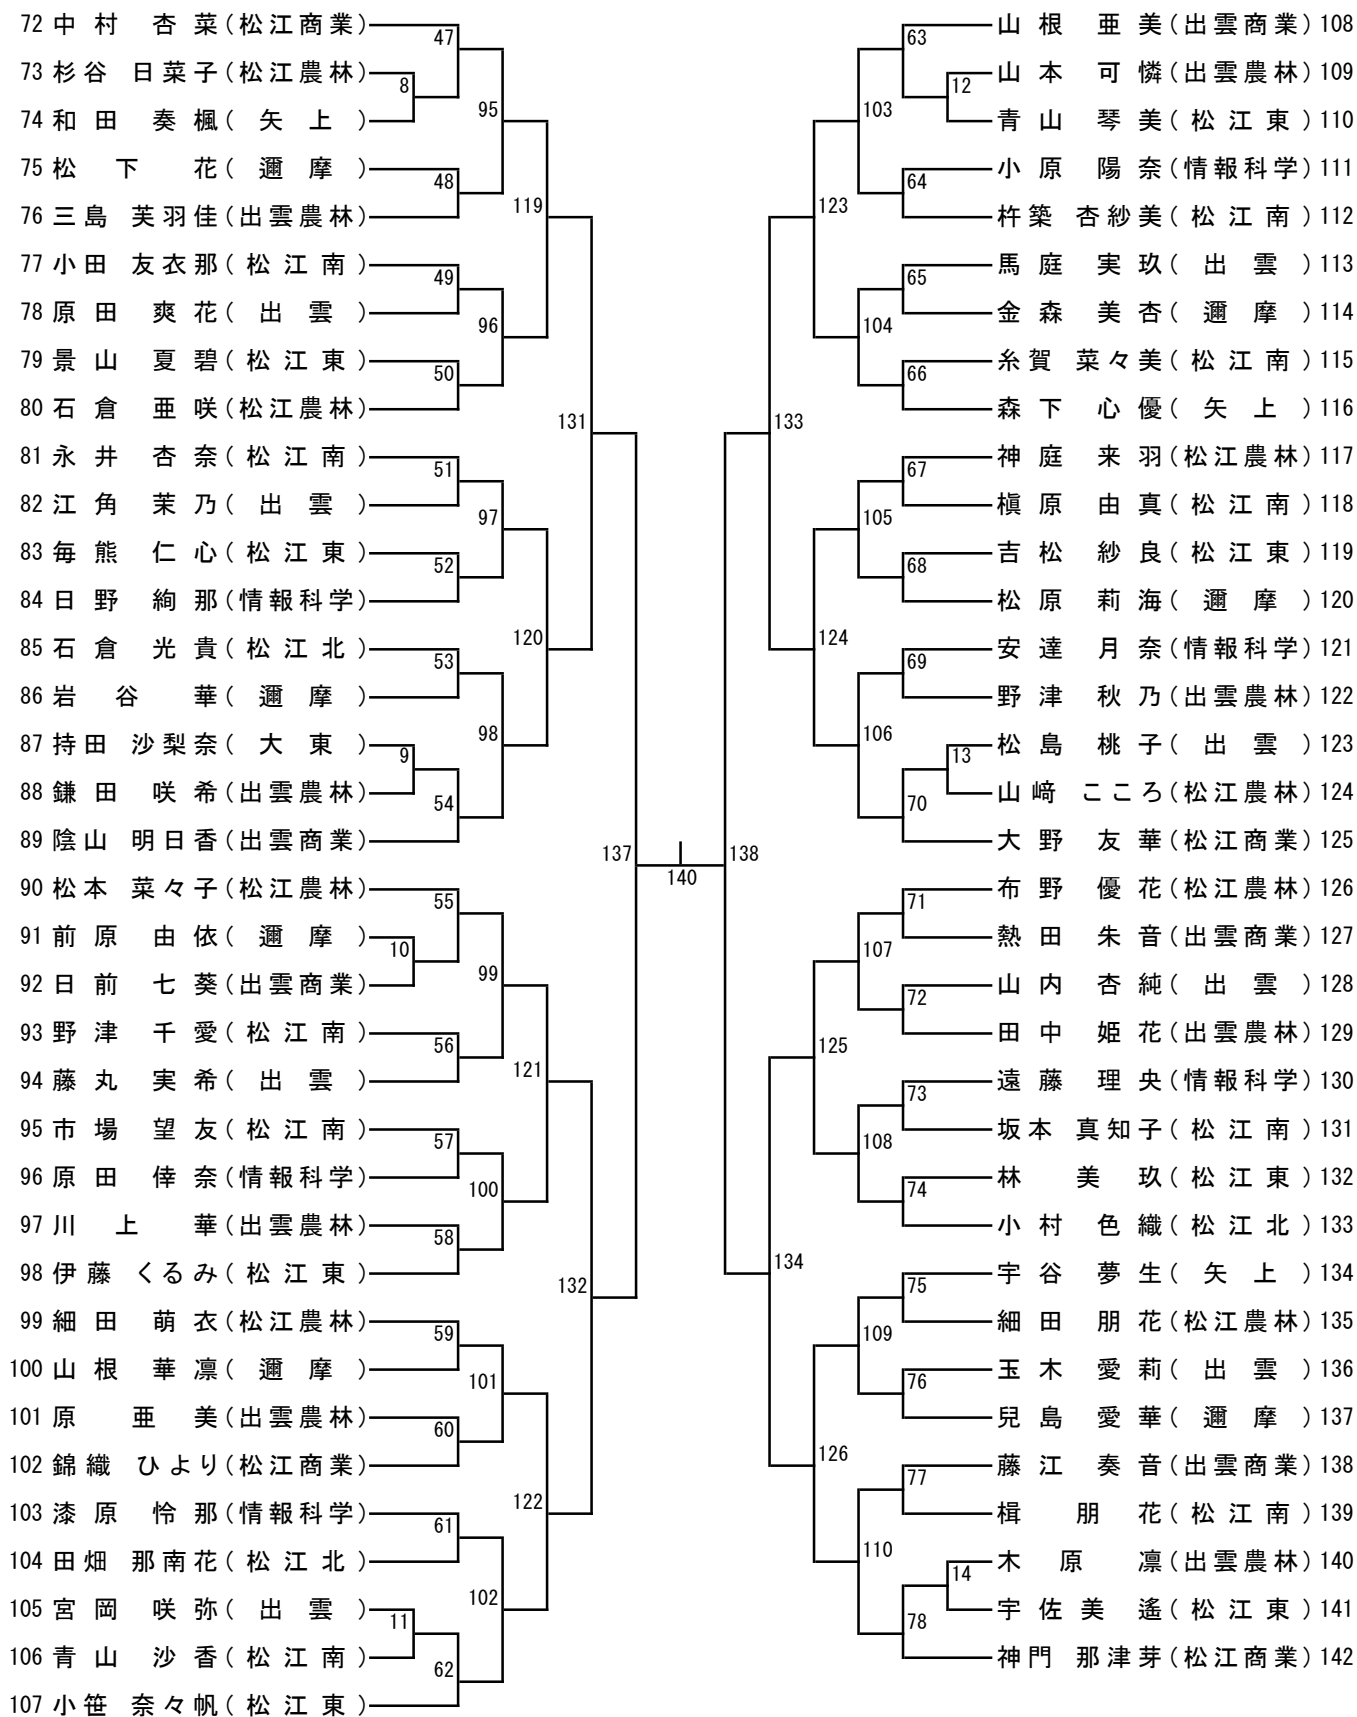 72 中村 杏菜(松江商業)
73 杉谷 日菜子(松江農林)
74 和田 奏楓(矢上)
75 松下 花(邇摩)
76 三島 芙羽佳(出雲農林)
77 小田 友衣那(松江南)
78 原田 爽花(出雲)
79 景山 夏碧(松江東)
80 石倉 亜咲(松江農林)
81 永井 杏奈(松江南)
82 江角 茉乃(出雲)
83 毎熊 仁心(松江東)
84 日野 絢那(情報科学)
85 石倉 光貴(松江北)
86 岩谷 華(邇摩)
87 持田 沙梨奈(大東)
88 鎌田 咲希(出雲農林)
89 陰山 明日香(出雲商業)
90 松本 菜々子(松江農林)
91 前原 由依(邇摩)
92 日前 七葵(出雲商業)
93 野津 千愛(松江南)
94 藤丸 実希(出雲)
95 市場 望友(松江南)
96 原田 倖奈(情報科学)
97 川上 華(出雲農林)
98 伊藤 くるみ(松江東)
99 細田 萌衣(松江農林)
100 山根 華凛(邇摩)
101 原 亜美(出雲農林)
102 錦織 ひより(松江商業)
103 漆原 怜那(情報科学)
104 田畑 那南花(松江北)
105 宮岡 咲弥(出雲)
106 青山 沙香(松江南)
107 小笹 奈々帆(松江東)
47
8
95
48
119
49
96
50
131
51
97
52
120
53
98
9
54
137
55
10
99
56
121
57
100
58
132
59
101
60
122
61
102
11
62
140
63
12
103
64
123
65
104
66
133
67
105
68
124
69
106
13
70
138
71
107
72
125
73
108
74
134
75
109
76
126
77
110
14
78
山根 亜美(出雲商業)108
山本 可憐(出雲農林)109
青山 琴美(松江東)110
小原 陽奈(情報科学)111
杵築 杏紗美(松江南)112
馬庭 実玖(出雲)113
金森 美杏(邇摩)114
糸賀 菜々美(松江南)115
森下 心優(矢上)116
神庭 来羽(松江農林)117
槇原 由真(松江南)118
吉松 紗良(松江東)119
松原 莉海(邇摩)120
安達 月奈(情報科学)121
野津 秋乃(出雲農林)122
松島 桃子(出雲)123
山﨑 こころ(松江農林)124
大野 友華(松江商業)125
布野 優花(松江農林)126
熱田 朱音(出雲商業)127
山内 杏純(出雲)128
田中 姫花(出雲農林)129
遠藤 理央(情報科学)130
坂本 真知子(松江南)131
林 美玖(松江東)132
小村 色織(松江北)133
宇谷 夢生(矢上)134
細田 朋花(松江農林)135
玉木 愛莉(出雲)136
兒島 愛華(邇摩)137
藤江 奏音(出雲商業)138
楫 朋花(松江南)139
木原 凛(出雲農林)140
宇佐美 遙(松江東)141
神門 那津芽(松江商業)142